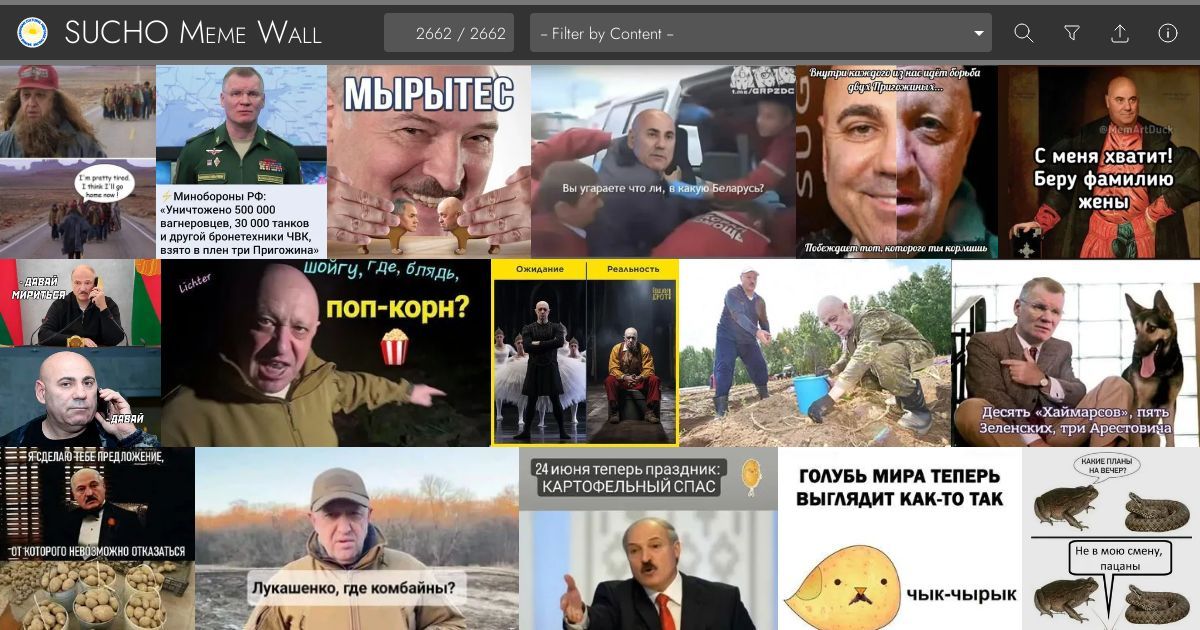 SUCHO Meme Wall
2662 / 2662
– Filter by Content –
I'm pretty tired.
I think I'll go
home now !
⚡Минобороны РФ:
«Уничтожено 500 000
вагнеровцев, 30 000 танков
и другой бронетехники ЧВК,
взято в плен три Пригожина»
МЫРЫТЕС
t.me/GRPZDC
Вы угараете что ли, в какую Беларусь?
Внутри каждого из нас идёт борьба
двух Пригожиных...
Побеждает тот, которого ты кормишь
@MemArtDuck
С меня хватит!
Беру фамилию
жены
- ДАВАЙ
МИРИТЬСЯ
-ДАВАЙ
Lichter
шойгу, где, блядь,
поп-корн?
Ожидание
Реальность
Десять «Хаймарсов», пять
Зеленских, три Арестовича
Я СДЕЛАЮ ТЕБЕ ПРЕДЛОЖЕНИЕ,
ОТ КОТОРОГО НЕВОЗМОЖНО ОТКАЗАТЬСЯ
Лукашенко, где комбайны?
24 июня теперь праздник:
КАРТОФЕЛЬНЫЙ СПАС
ГОЛУБЬ МИРА ТЕПЕРЬ
ВЫГЛЯДИТ КАК-ТО ТАК
чык-чырык
КАКИЕ ПЛАНЫ
НА ВЕЧЕР?
Не в мою смену,
пацаны